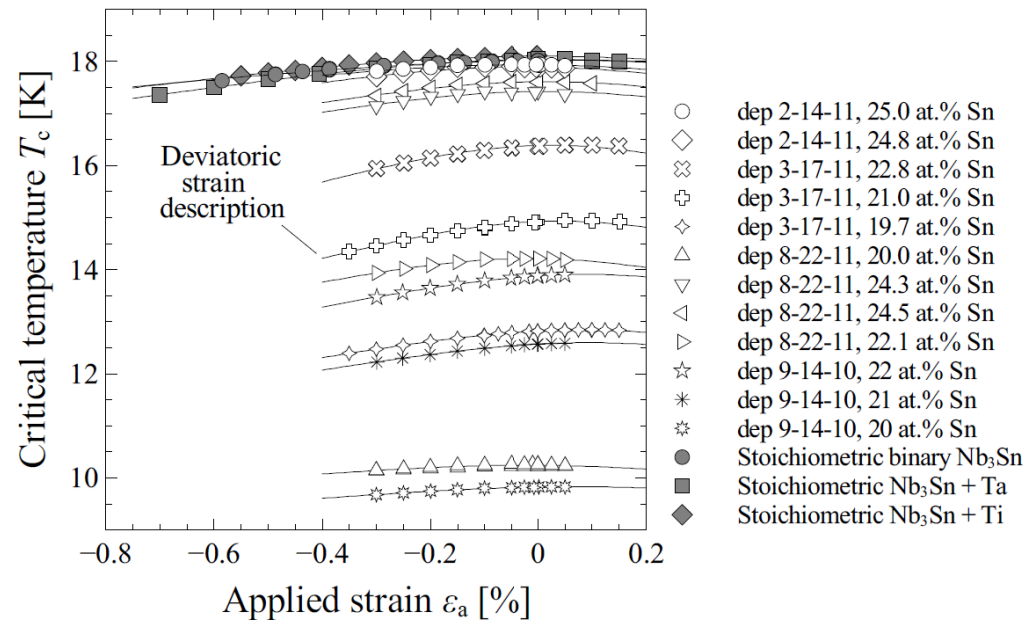 Critical temperature Tc [K]
18
16
14
12
10
Deviatoric
strain
description
−0.8
−0.6
−0.4
−0.2
0
0.2
Applied strain εa [%]
dep 2-14-11, 25.0 at.% Sn
dep 2-14-11, 24.8 at.% Sn
dep 3-17-11, 22.8 at.% Sn
dep 3-17-11, 21.0 at.% Sn
dep 3-17-11, 19.7 at.% Sn
dep 8-22-11, 20.0 at.% Sn
dep 8-22-11, 24.3 at.% Sn
dep 8-22-11, 24.5 at.% Sn
dep 8-22-11, 22.1 at.% Sn
dep 9-14-10, 22 at.% Sn
dep 9-14-10, 21 at.% Sn
dep 9-14-10, 20 at.% Sn
Stoichiometric binary Nb₃Sn
Stoichiometric Nb₃Sn + Ta
Stoichiometric Nb₃Sn + Ti